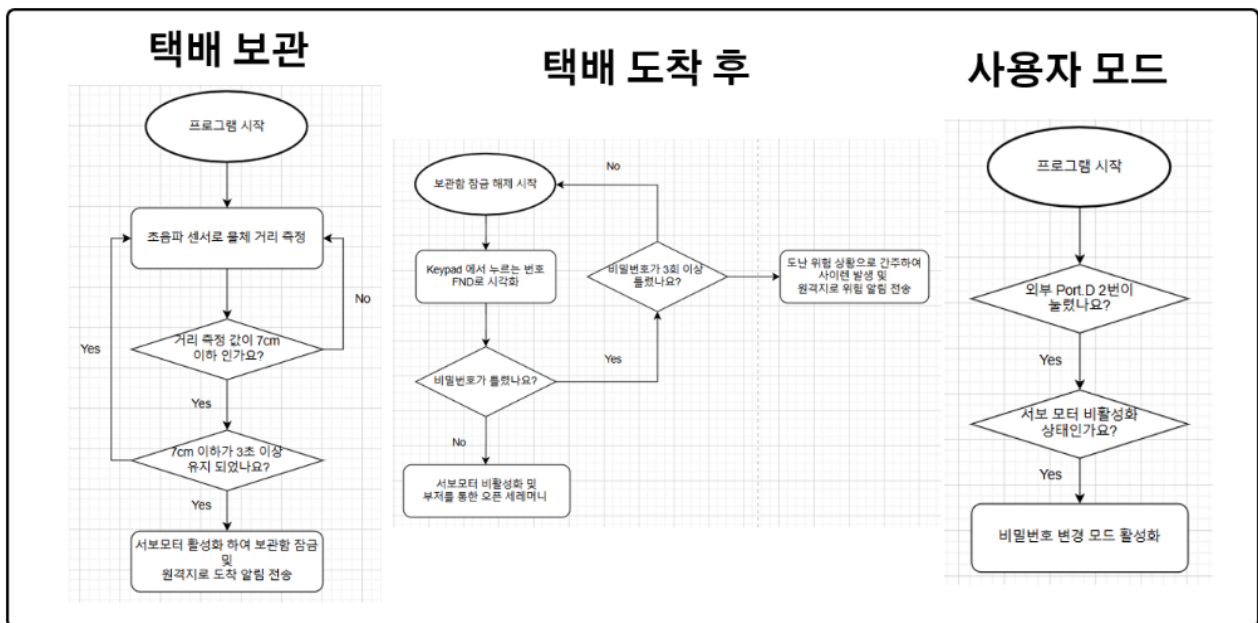 택배 보관
프로그램 시작
초음파 센서로 물체 거리 측정
No
거리 측정 값이 7cm
이하 인가요?
Yes
Yes
7cm 이하가 3초 이상
유지 되었나요?
Yes
서보모터 활성화 하여 보관함 잠금
및
원격지로 도착 알림 전송
택배 도착 후
No
보관함 잠금 해제 시작
Keypad 에서 누르는 번호
FND로 시각화
비밀번호가 3회 이상
틀렸나요?
도난 위험 상황으로 간주하여
사이렌 발생 및
원격지로 위험 알림 전송
Yes
비밀번호가 틀렸나요?
No
서보모터 비활성화 및
부저를 통한 오픈 세레머니
사용자 모드
프로그램 시작
외부 Port.D 2번이
눌렸나요?
Yes
서보 모터 비활성화
상태인가요?
Yes
비밀번호 변경 모드 활성화